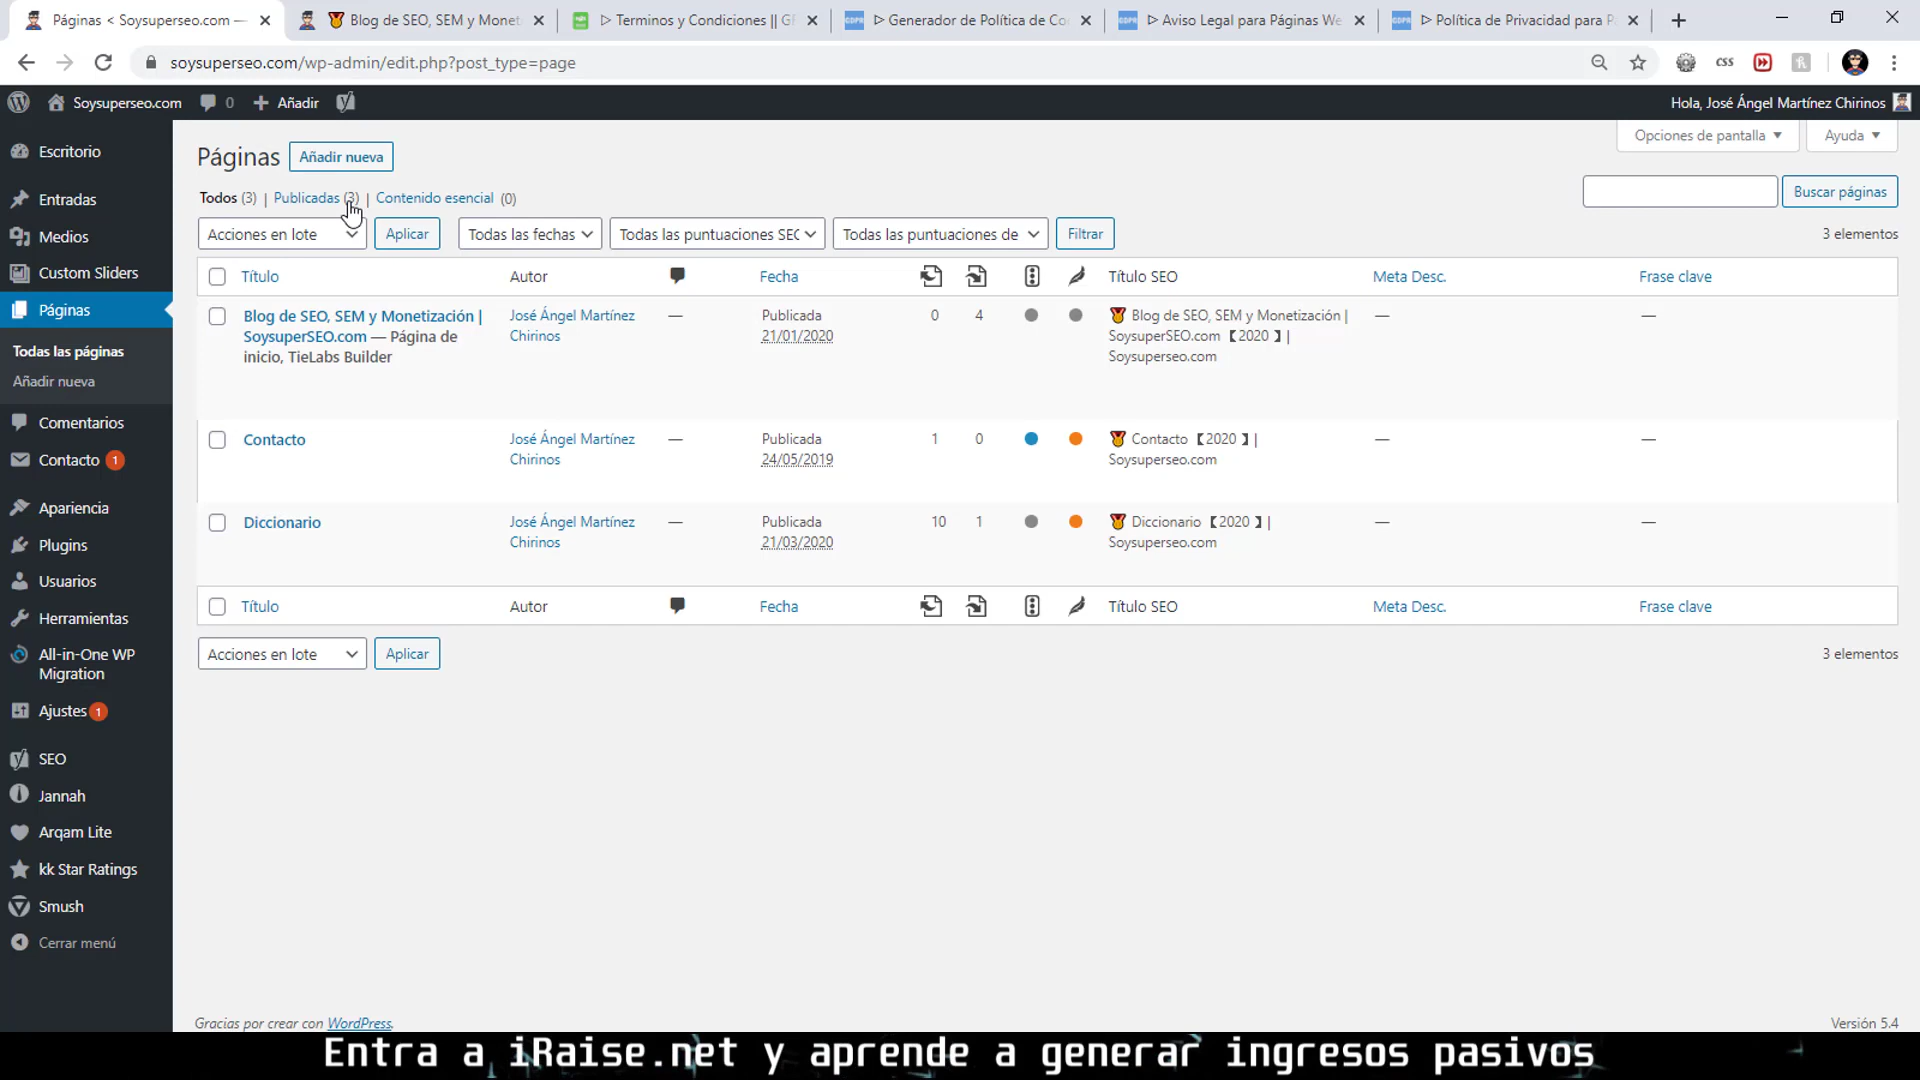 Páginas < Soysuperseo.com —
🥇 Blog de SEO, SEM y Monet
▷ Terminos y Condiciones || GF
▷ Generador de Política de Co
▷ Aviso Legal para Páginas We
▷ Política de Privacidad para P
soysuperseo.com/wp-admin/edit.php?post_type=page
CSS
Soysuperseo.com
0
Añadir
Hola, José Ángel Martínez Chirinos
Escritorio
Entradas
Medios
Custom Sliders
Páginas
Todas las páginas
Añadir nueva
Comentarios
Contacto 1
Apariencia
Plugins
Usuarios
Herramientas
All-in-One WP
Migration
Ajustes 1
SEO
Jannah
Arqam Lite
kk Star Ratings
Smush
Cerrar menú
Opciones de pantalla
Ayuda
Páginas
Añadir nueva
Todos (3) | Publicadas (3) | Contenido esencial (0)
Buscar páginas
Acciones en lote
Aplicar
Todas las fechas
Todas las puntuaciones SEC
Todas las puntuaciones de
Filtrar
3 elementos
Título Autor Fecha Título SEO Meta Desc. Frase clave
Blog de SEO, SEM y Monetización |
SoysuperSEO.com — Página de
inicio, TieLabs Builder
José Ángel Martínez
Chirinos
—
Publicada
21/01/2020
0
4
🥇 Blog de SEO, SEM y Monetización |
SoysuperSEO.com 【2020 】 |
Soysuperseo.com
—
—
Contacto
José Ángel Martínez
Chirinos
—
Publicada
24/05/2019
1
0
🥇 Contacto 【2020 】 |
Soysuperseo.com
—
—
Diccionario
José Ángel Martínez
Chirinos
—
Publicada
21/03/2020
10
1
🥇 Diccionario 【2020 】 |
Soysuperseo.com
—
—
Título Autor Fecha Título SEO Meta Desc. Frase clave
Acciones en lote
Aplicar
3 elementos
Gracias por crear con WordPress.
Versión 5.4
Entra a iRaise.net y aprende a generar ingresos pasivos